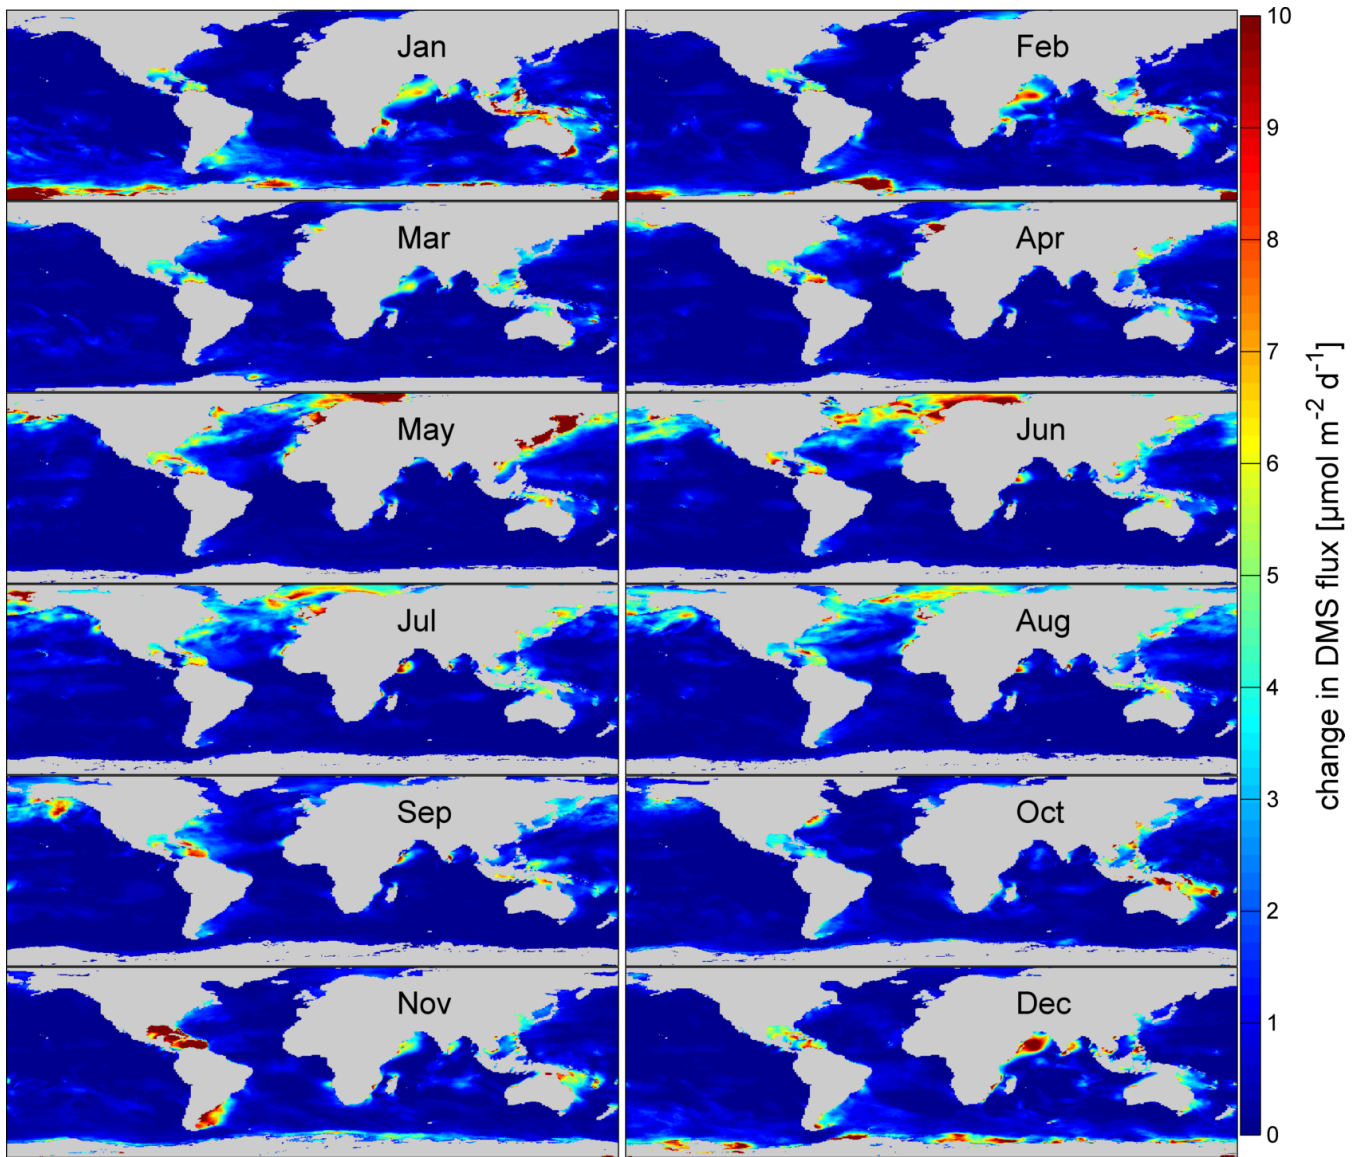 Jan
Feb
Mar
Apr
May
Jun
Jul
Aug
Sep
Oct
Nov
Dec
10
9
8
7
6
5
4
3
2
1
0
change in DMS flux [µmol m⁻² d⁻¹]